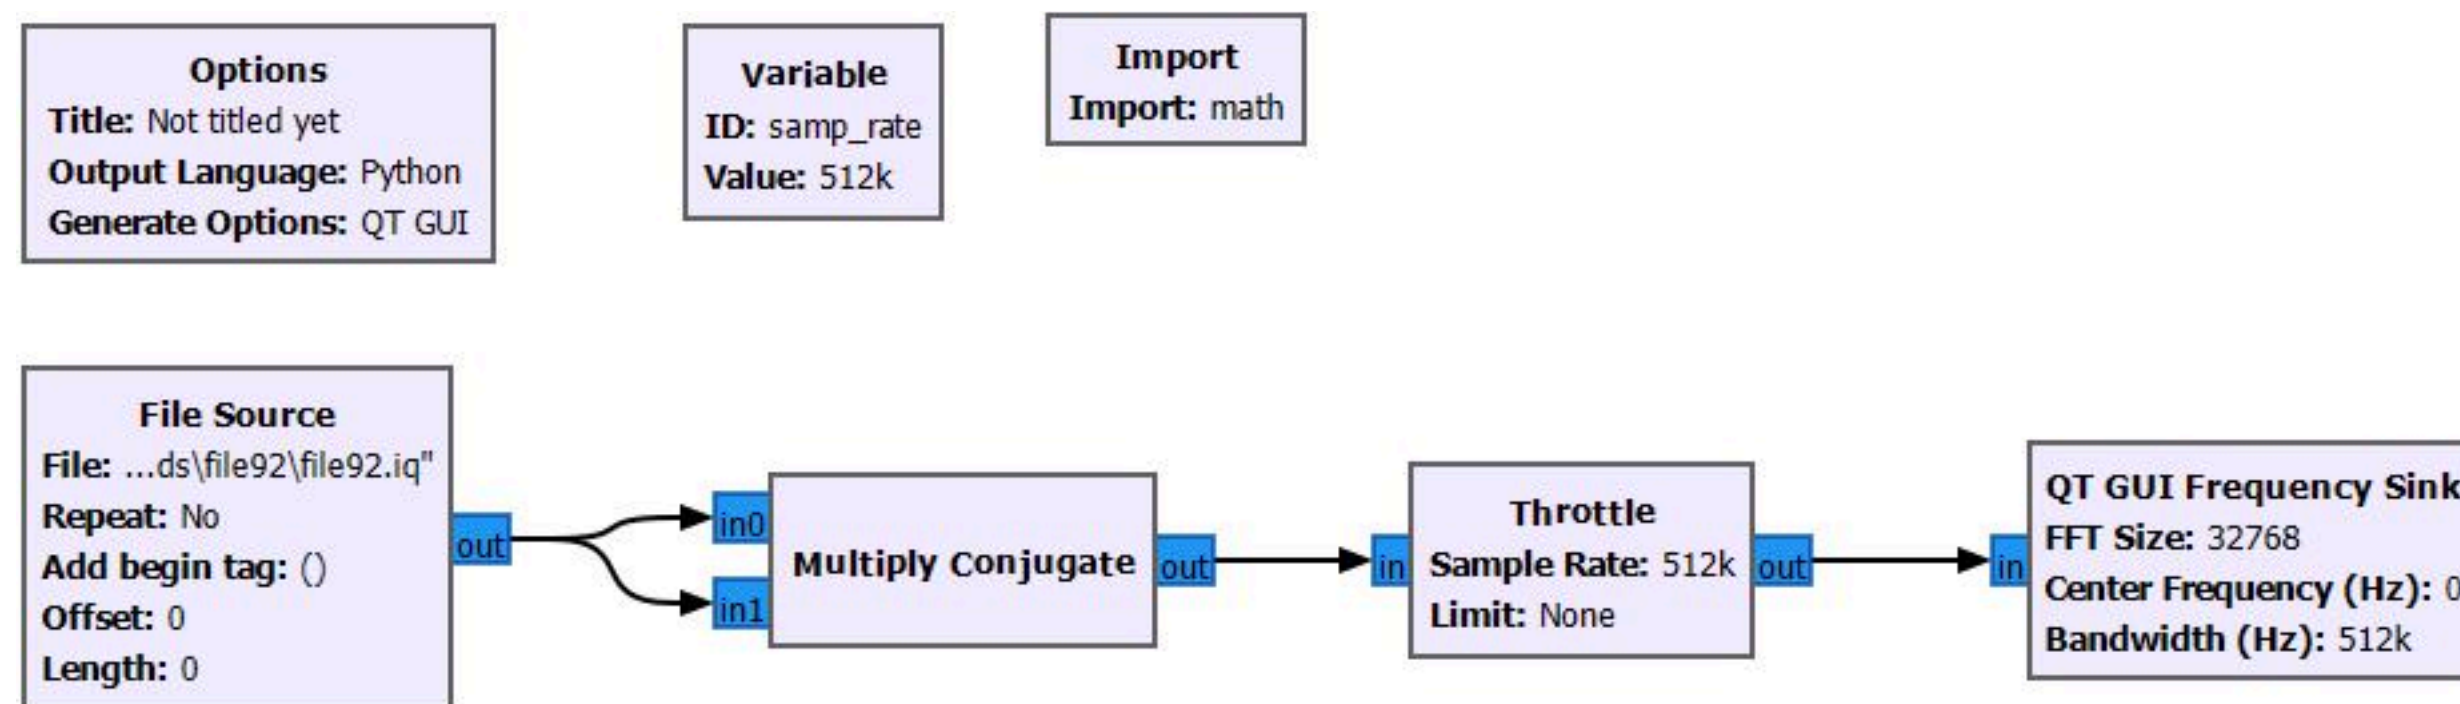 Options
Title: Not titled yet
Output Language: Python
Generate Options: QT GUI
Variable
ID: samp_rate
Value: 512k
Import
Import: math
File Source
File: ...ds\file92\file92.iq"
Repeat: No
Add begin tag: ()
Offset: 0
Length: 0
out
in0
in1
Multiply Conjugate
out
in
Throttle
Sample Rate: 512k
Limit: None
out
in
QT GUI Frequency Sink
FFT Size: 32768
Center Frequency (Hz): 0
Bandwidth (Hz): 512k